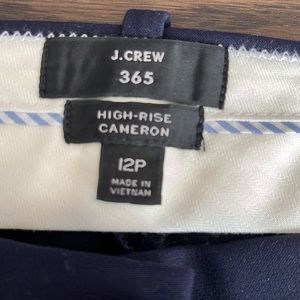 J.CREW
365
HIGH-RISE
CAMERON
12P
MADE IN
VIETNAM